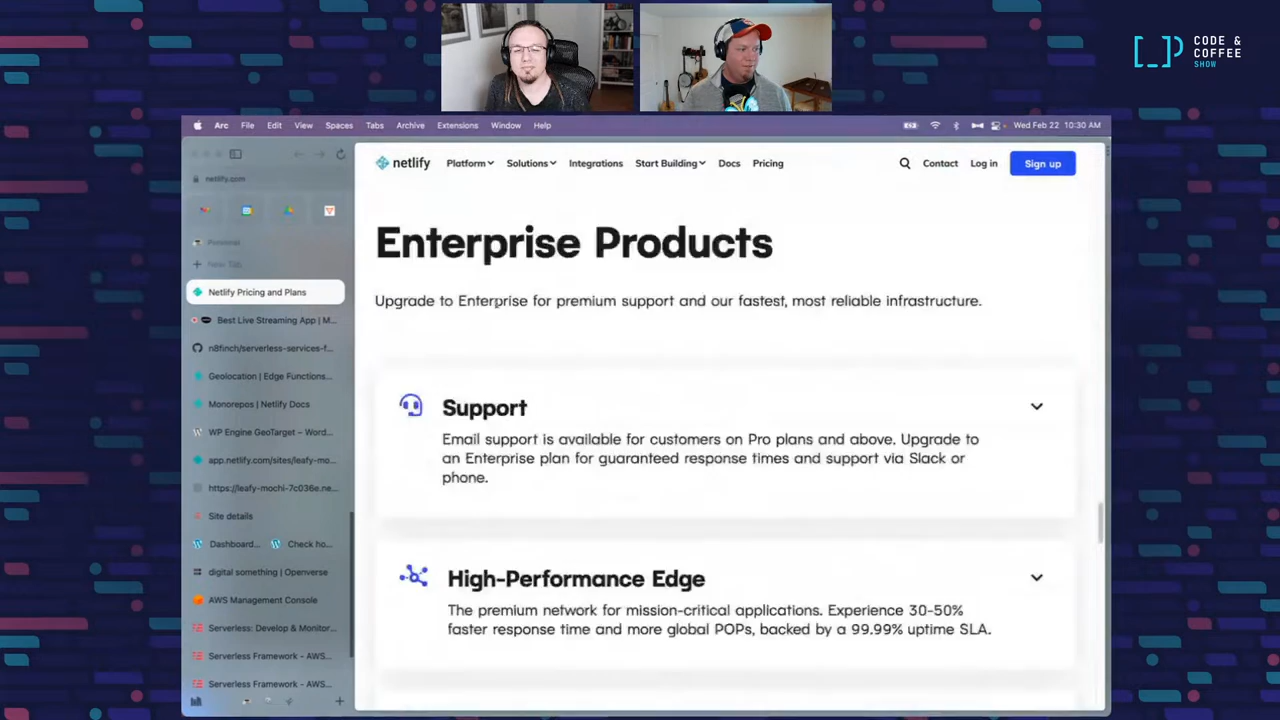 CODE &
COFFEE
SHOW
Arc File Edit View Spaces Tabs Archive Extensions Window Help Wed Feb 22 10:30 AM
netlify.com
Personal
+ New Tab
Netlify Pricing and Plans
Best Live Streaming App | M...
n8finch/serverless-services-f...
Geolocation | Edge Functions...
Monorepos | Netlify Docs
WP Engine GeoTarget – Word...
app.netlify.com/sites/leafy-mo...
https://leafy-mochi-7c036e.ne...
Site details
Dashboard... Check ho...
digital something | Openverse
AWS Management Console
Serverless: Develop & Monitor...
Serverless Framework - AWS...
Serverless Framework - AWS...
netlify Platform Solutions Integrations Start Building Docs Pricing Contact Log in Sign up
Enterprise Products
Upgrade to Enterprise for premium support and our fastest, most reliable infrastructure.
Support
Email support is available for customers on Pro plans and above. Upgrade to
an Enterprise plan for guaranteed response times and support via Slack or
phone.
High-Performance Edge
The premium network for mission-critical applications. Experience 30-50%
faster response time and more global POPs, backed by a 99.99% uptime SLA.